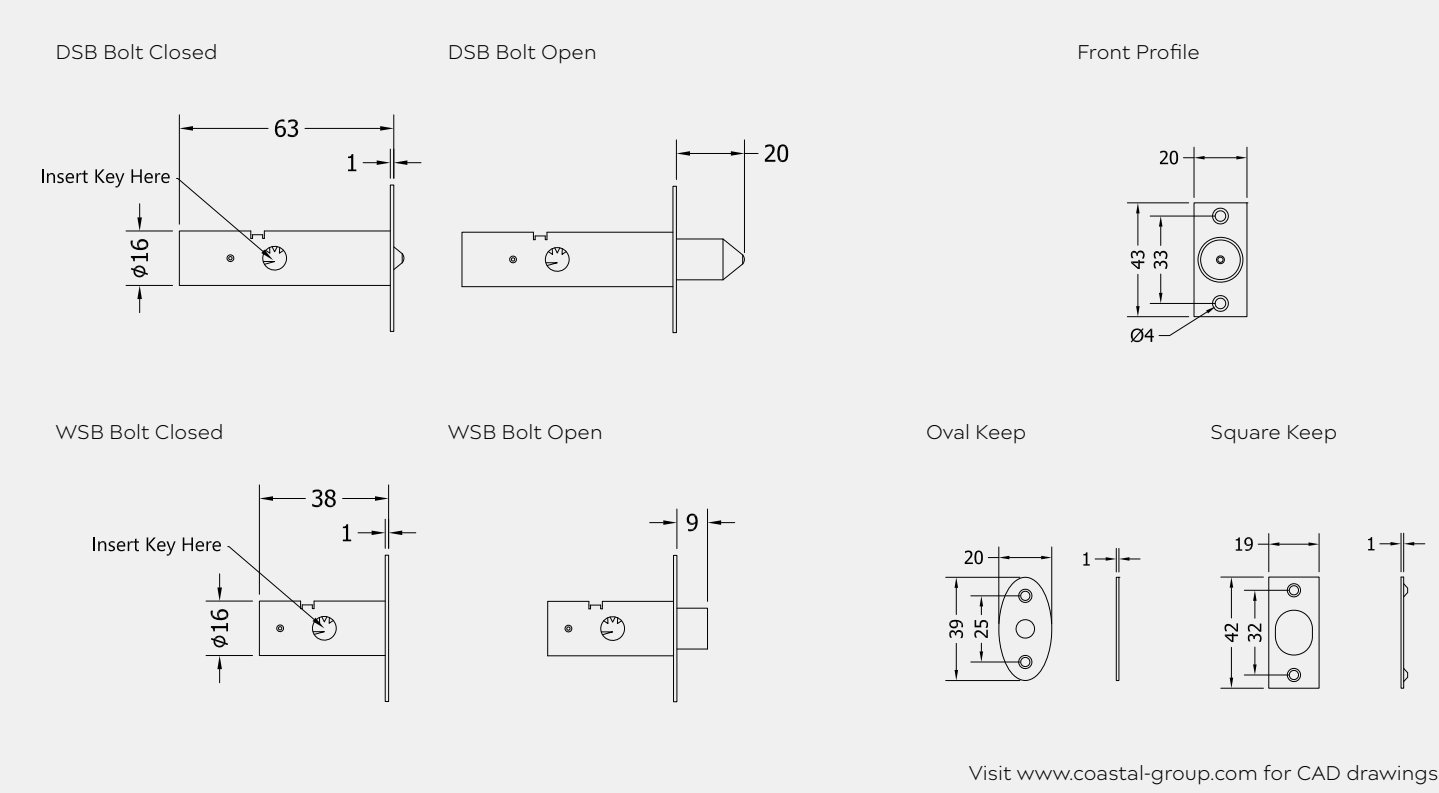 DSB Bolt Closed
DSB Bolt Open
Front Profile
63
1
Insert Key Here
ϕ16
20
20
43
33
Ø4
WSB Bolt Closed
WSB Bolt Open
Oval Keep
Square Keep
38
1
Insert Key Here
ϕ16
9
20
1
39
25
19
1
42
32
Visit www.coastal-group.com for CAD drawings